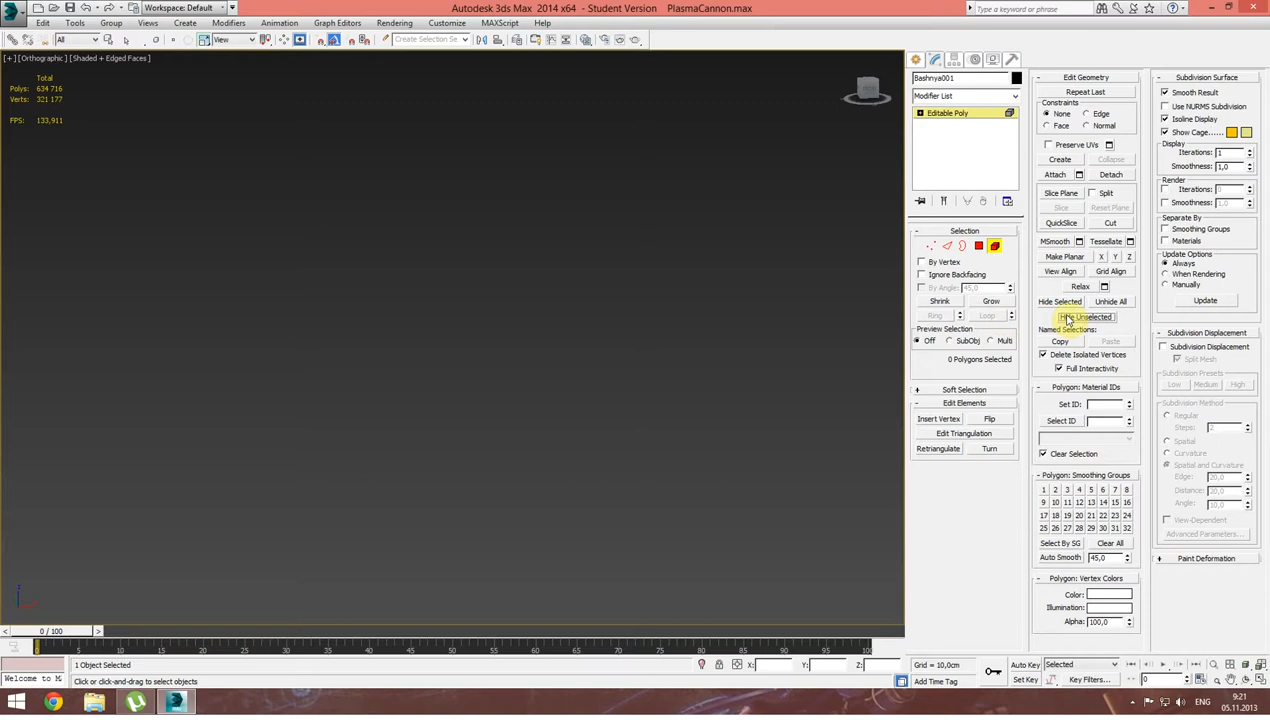 Workspace: Default
Autodesk 3ds Max 2014 x64 - Student Version PlasmaCannon.max
Type a keyword or phrase
Edit Tools Group Views Create Modifiers Animation Graph Editors Rendering Customize MAXScript Help
All View Create Selection Se
[+] [Orthographic] [Shaded + Edged Faces]
Total
Polys: 634 716
Verts: 321 177
FPS: 133,911
Bashnya001
Modifier List
Editable Poly
Selection
By Vertex
Ignore Backfacing
By Angle: 45,0
Shrink Grow
Ring Loop
Preview Selection
Off SubObj Multi
0 Polygons Selected
Soft Selection
Edit Elements
Insert Vertex Flip
Edit Triangulation
Retriangulate Turn
Edit Geometry
Repeat Last
Constraints
None Edge
Face Normal
Preserve UVs
Create Collapse
Attach Detach
Slice Plane Split
Slice Reset Plane
QuickSlice Cut
MSmooth Tessellate
Make Planar X Y Z
View Align Grid Align
Relax
Hide Selected Unhide All
Hide Unselected
Named Selections:
Copy Paste
Delete Isolated Vertices
Full Interactivity
Polygon: Material IDs
Set ID:
Select ID
Clear Selection
Polygon: Smoothing Groups
1 2 3 4 5 6 7 8
9 10 11 12 13 14 15 16
17 18 19 20 21 22 23 24
25 26 27 28 29 30 31 32
Select By SG Clear All
Auto Smooth 45,0
Polygon: Vertex Colors
Color:
Illumination:
Alpha: 100,0
Subdivision Surface
Smooth Result
Use NURMS Subdivision
Isoline Display
Show Cage......
Display
Iterations: 1
Smoothness: 1,0
Render
Iterations: 0
Smoothness: 1,0
Separate By
Smoothing Groups
Materials
Update Options
Always
When Rendering
Manually
Update
Subdivision Displacement
Subdivision Displacement
Split Mesh
Subdivision Presets
Low Medium High
Subdivision Method
Regular
Steps: 2
Spatial
Curvature
Spatial and Curvature
Edge: 20,0
Distance: 20,0
Angle: 10,0
View-Dependent
Advanced Parameters...
Paint Deformation
0 / 100
0 5 10 15 20 25 30 35 40 45 50 55 60 65 70 75 80 85 90 95 100
1 Object Selected X: Y: Z: Grid = 10,0cm Auto Key Selected
Welcome to M Click or click-and-drag to select objects Add Time Tag Set Key Key Filters... 0
ENG
9:21
05.11.2013